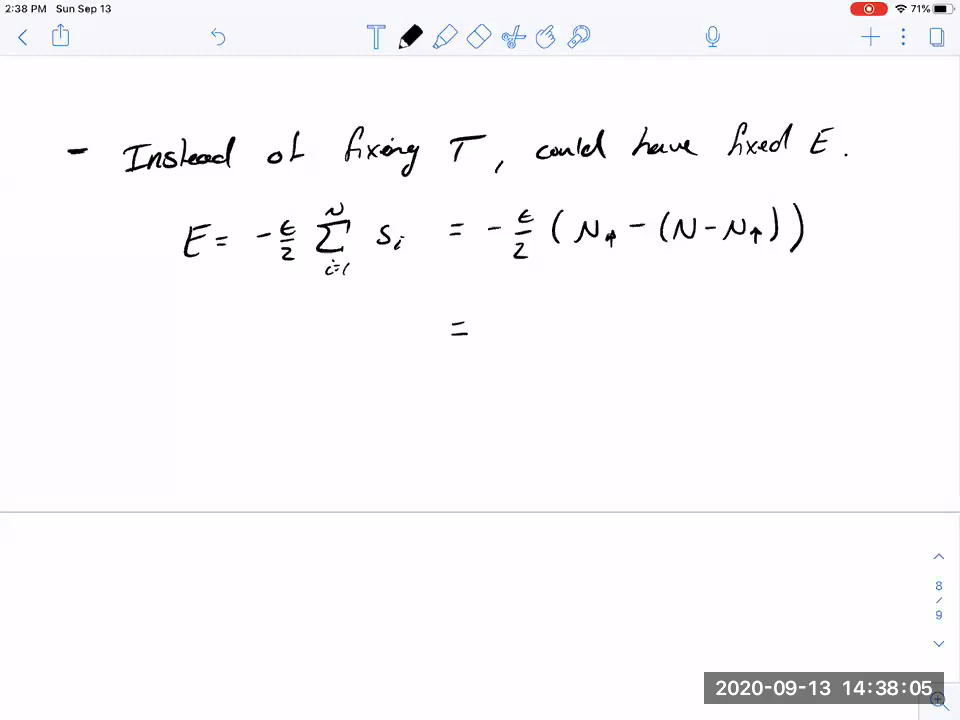 2:38 PM Sun Sep 13 71%
- Instead of fixing T, could have fixed E.
E = -ε/2 ∑_{i=1}^{N} s_i = -ε/2 (N↑ - (N - N↑))
=
8
/
9
2020-09-13 14:38:05